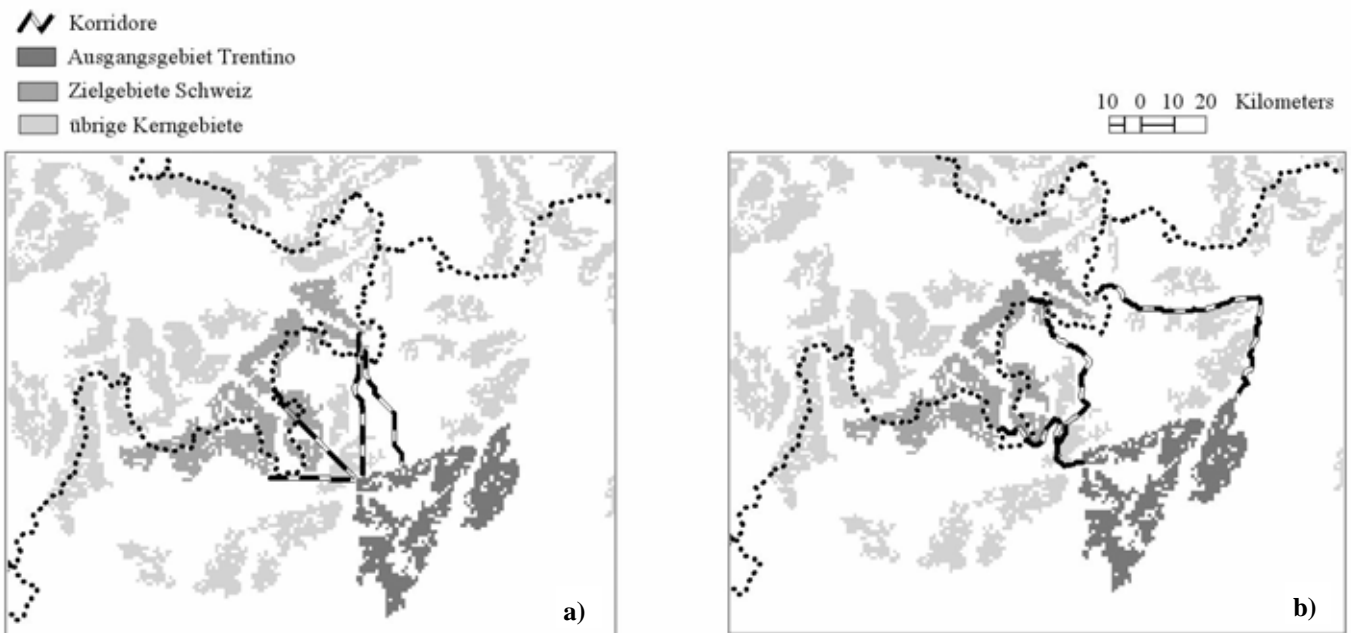 Korridore
Ausgangsgebiet Trentino
Zielgebiete Schweiz
übrige Kerngebiete
10 0 10 20 Kilometers
a)
b)